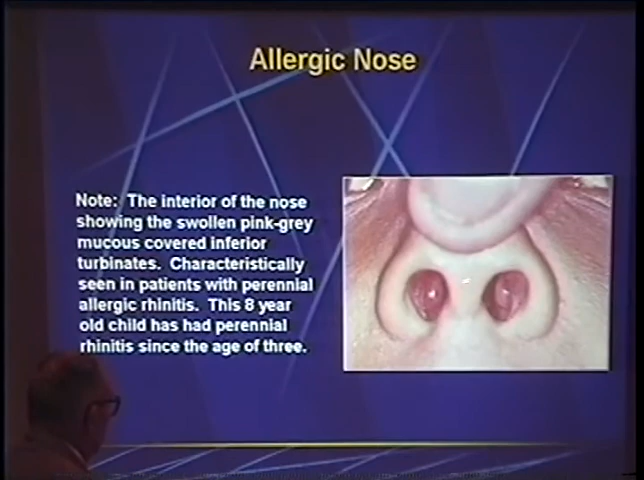 Allergic Nose
Note: The interior of the nose
showing the swollen pink-grey
mucous covered inferior
turbinates. Characteristically
seen in patients with perennial
allergic rhinitis. This 8 year
old child has had perennial
rhinitis since the age of three.